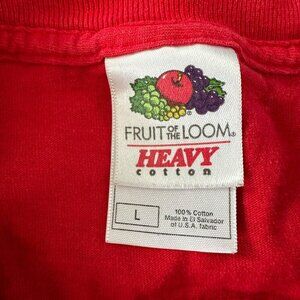 FRUIT OF THE LOOM®
HEAVY
cotton
L
100% Cotton
Made in El Salvador
of U.S.A. fabric